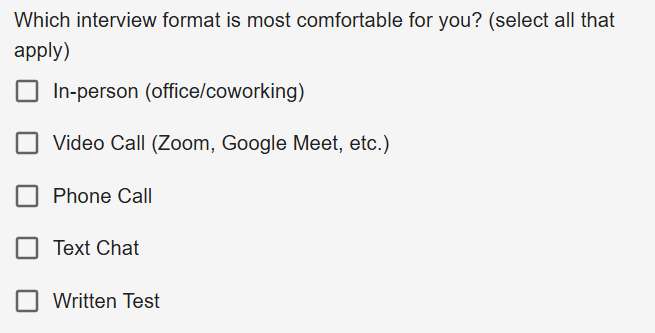 Which interview format is most comfortable for you? (select all that
apply)
In-person (office/coworking)
Video Call (Zoom, Google Meet, etc.)
Phone Call
Text Chat
Written Test